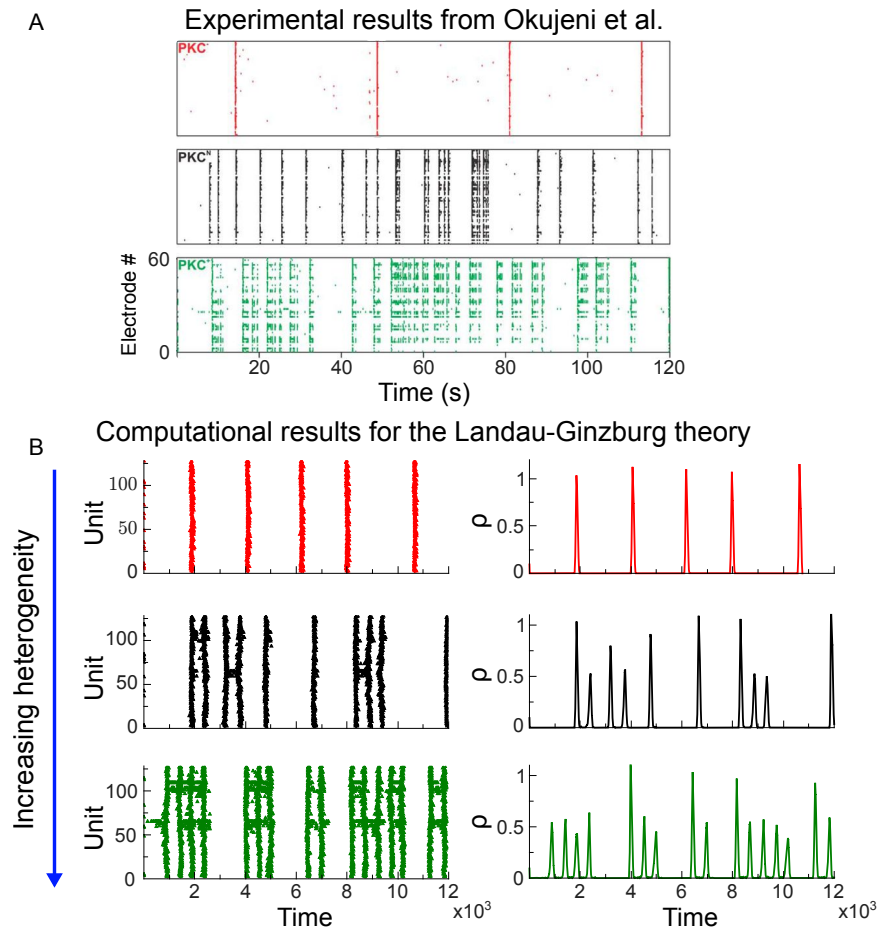 A
Experimental results from Okujeni et al.
PKC⁻
PKCᴺ
PKC⁺
Electrode #
60
0
20 40 60 80 100 120
Time (s)
B
Computational results for the Landau-Ginzburg theory
Increasing heterogeneity
Unit
100
50
0
ρ
1
0.5
0
Unit
100
50
0
ρ
1
0.5
0
Unit
100
50
0
2 4 6 8 10 12
x10³
Time
ρ
1
0.5
0
2 4 6 8 10 12
x10³
Time